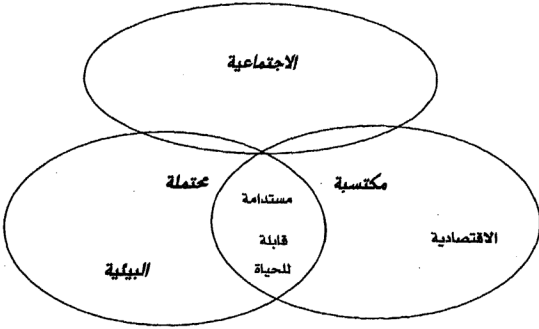 الاجتماعية
مكتسبة
محتملة
مستدامة
قابلة
للحياة
الاقتصادية
البيئية